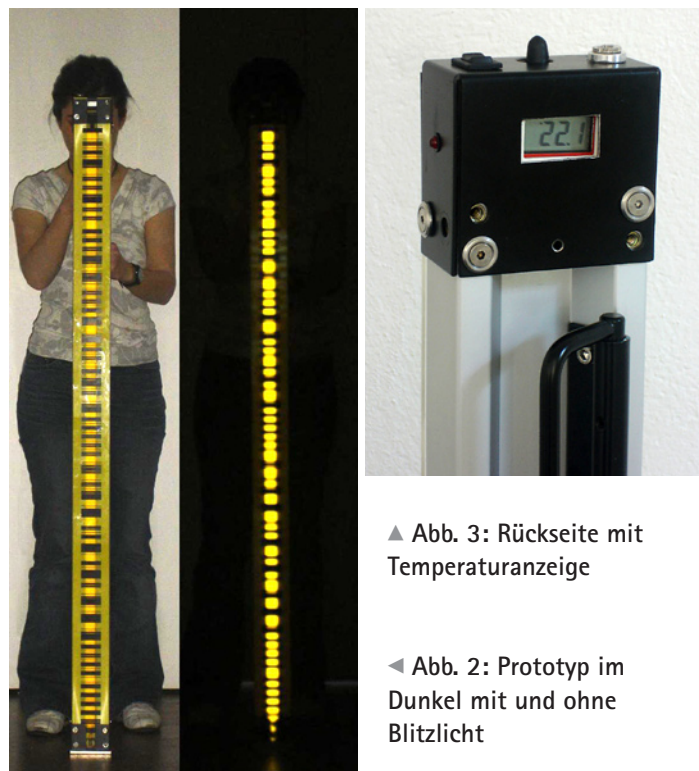 22.1
▲ Abb. 3: Rückseite mit
Temperaturanzeige
◄ Abb. 2: Prototyp im
Dunkel mit und ohne
Blitzlicht